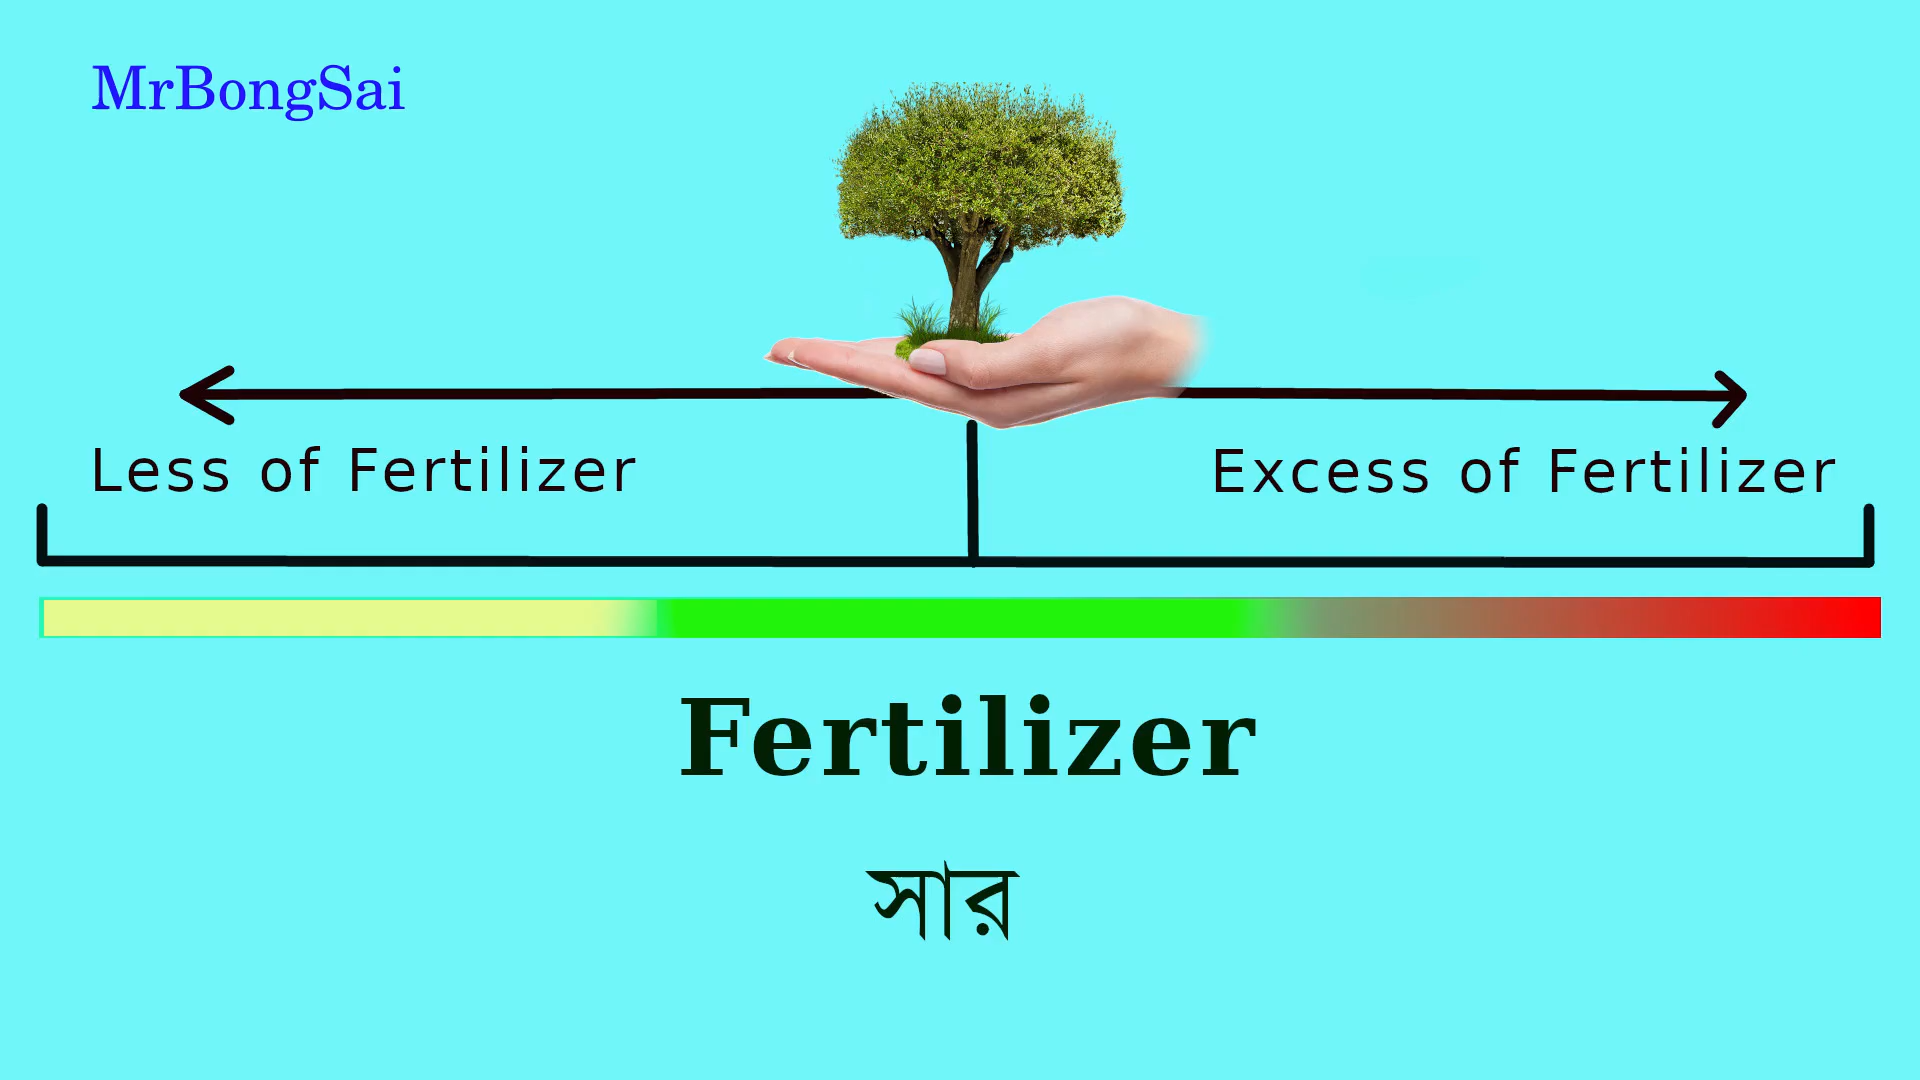 MrBongSai
Less of Fertilizer
Excess of Fertilizer
Fertilizer
সার